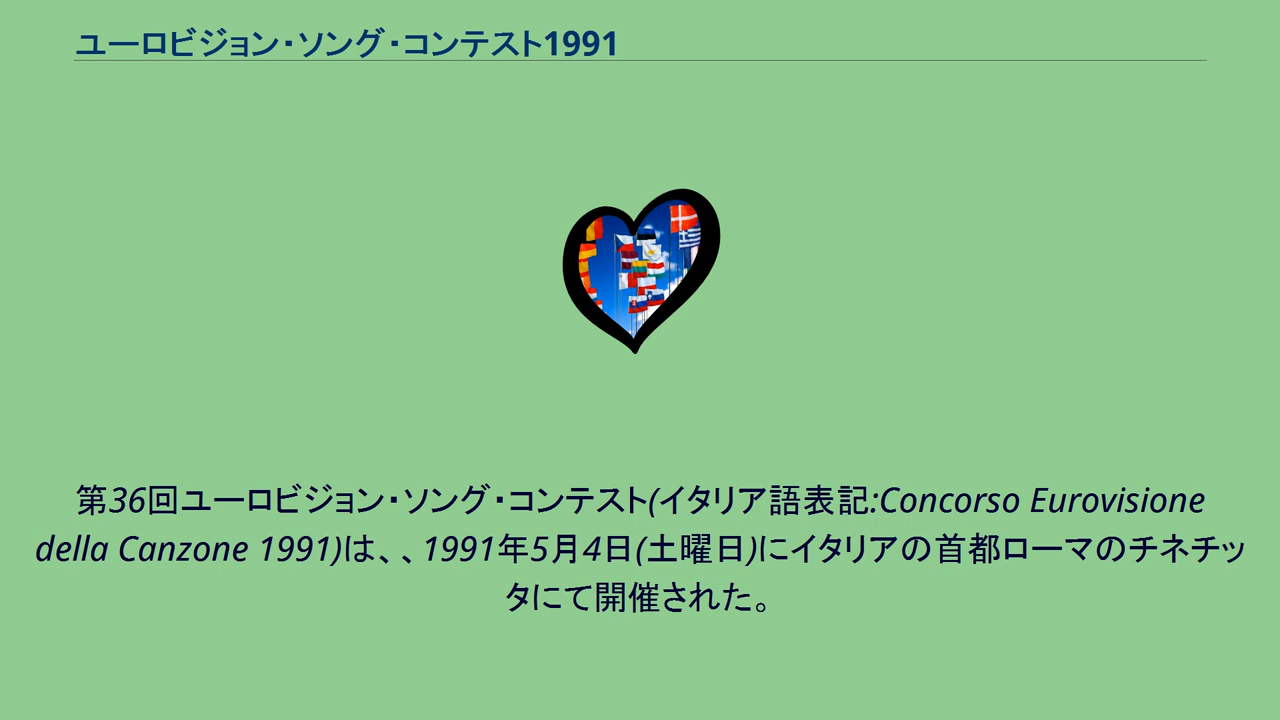 ユーロビジョン・ソング・コンテスト1991
第36回ユーロビジョン・ソング・コンテスト(イタリア語表記:Concorso Eurovisione
della Canzone 1991)は、、1991年5月4日(土曜日)にイタリアの首都ローマのチネチッ
タにて開催された。